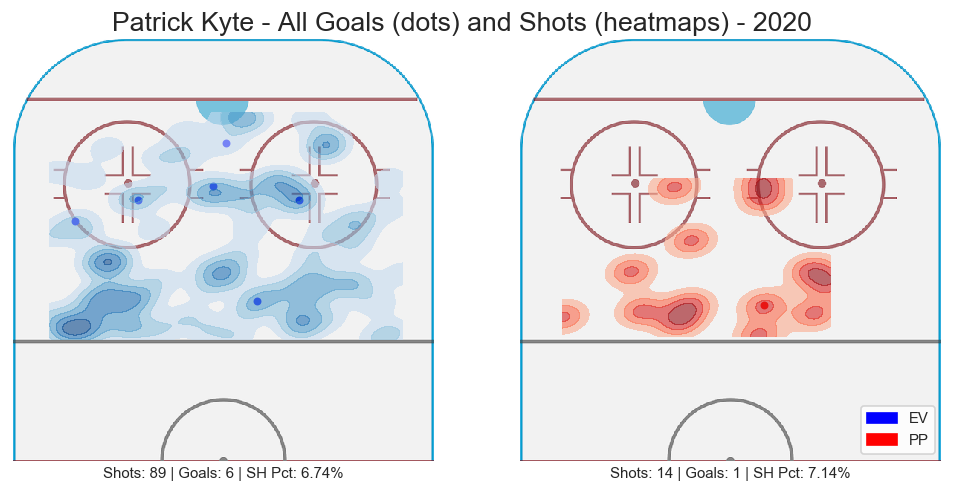 Patrick Kyte - All Goals (dots) and Shots (heatmaps) - 2020
EV
PP
Shots: 89 | Goals: 6 | SH Pct: 6.74%
Shots: 14 | Goals: 1 | SH Pct: 7.14%